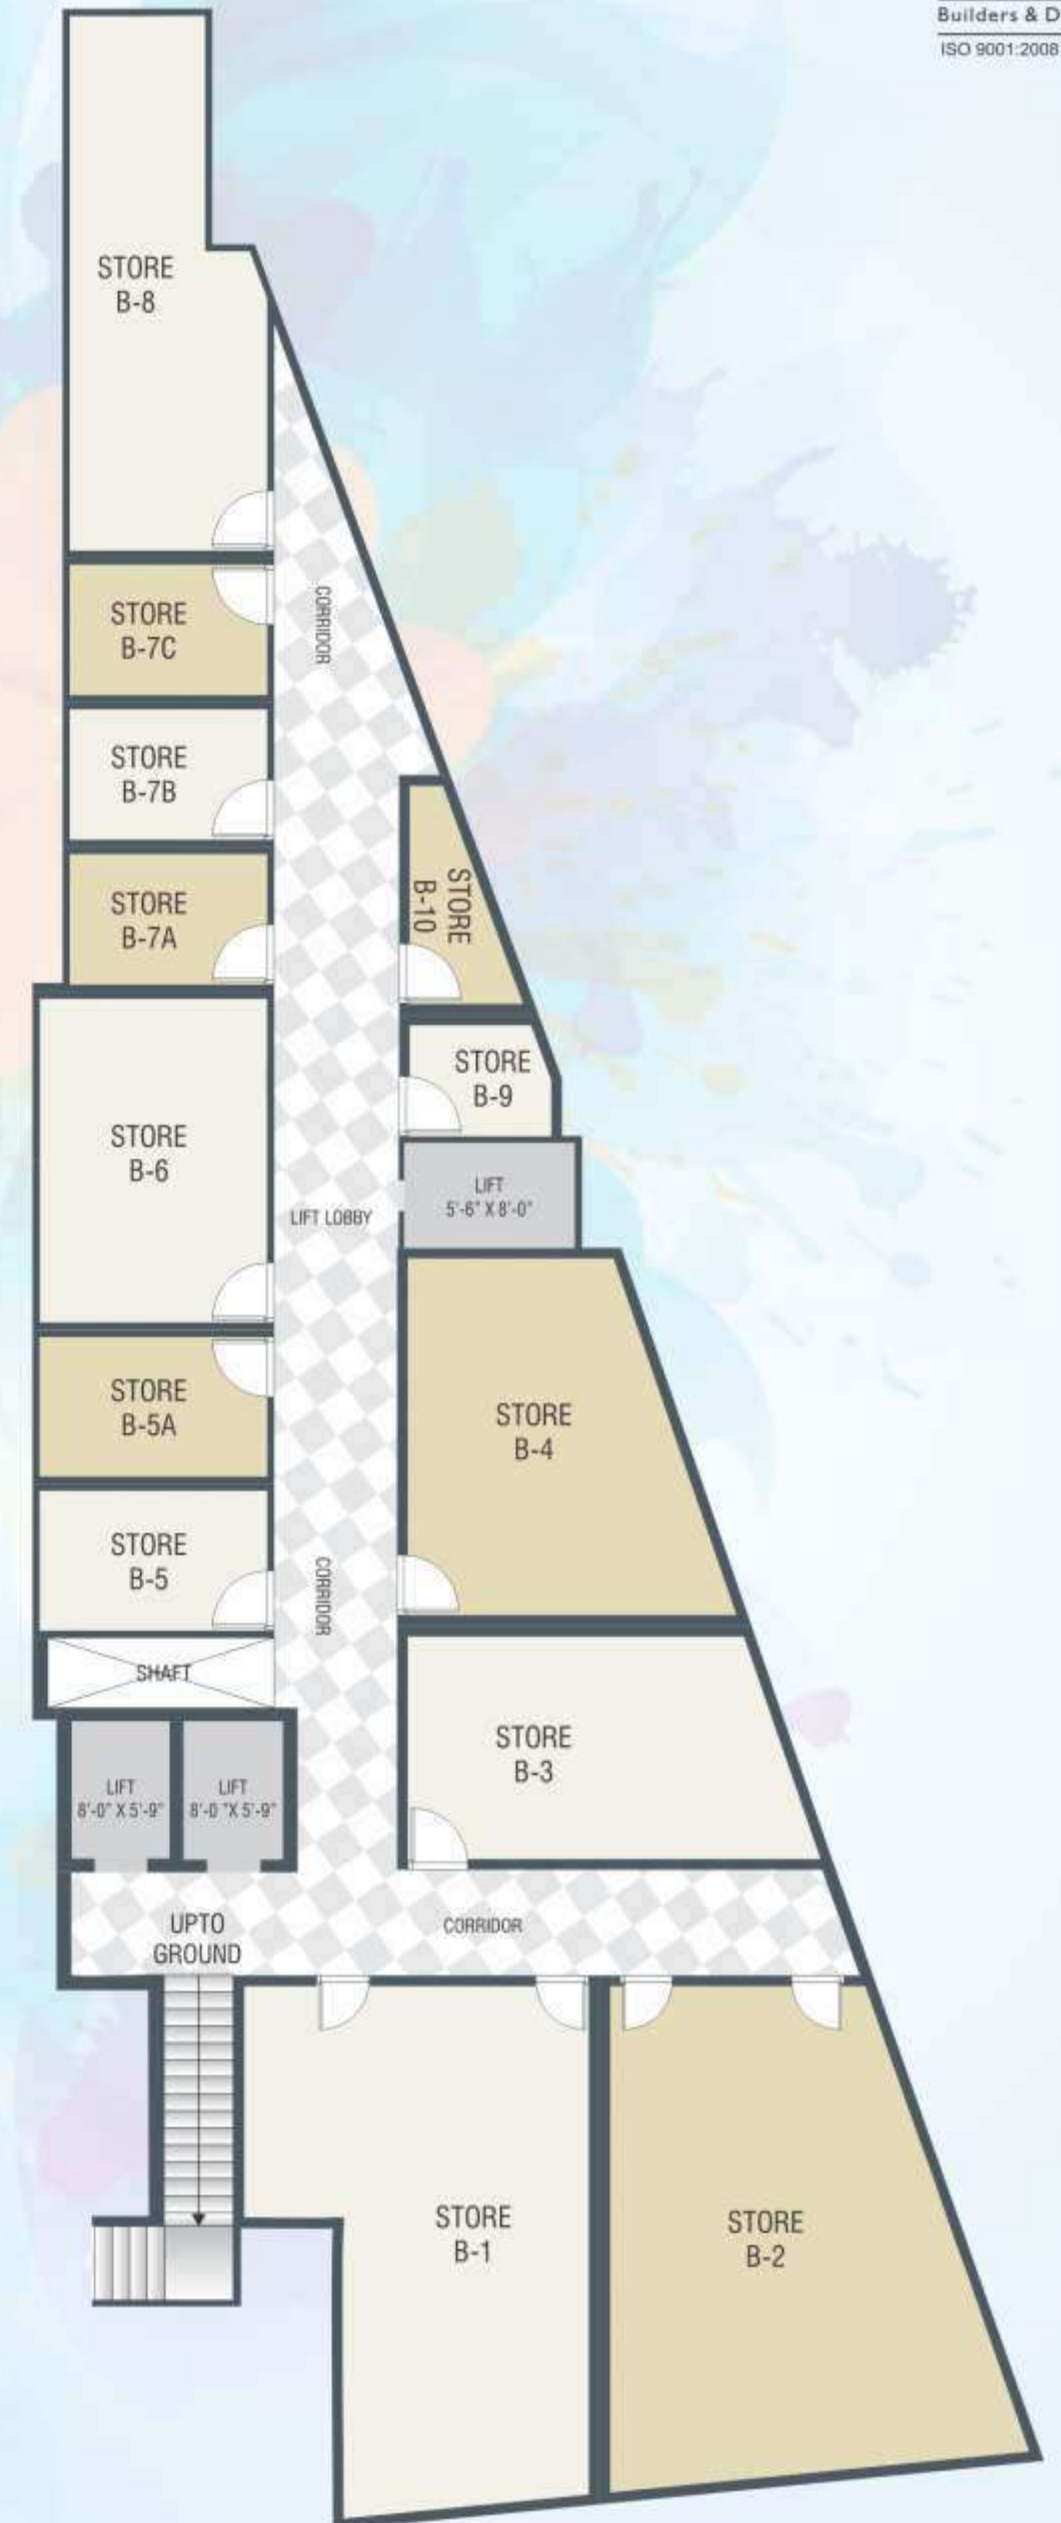 Builders & D
ISO 9001:2008
STORE
B-8
STORE
B-7C
CORRIDOR
STORE
B-7B
STORE
B-7A
STORE
B-10
STORE
B-9
STORE
B-6
LIFT
5'-6" X 8'-0"
LIFT LOBBY
STORE
B-5A
STORE
B-4
STORE
B-5
CORRIDOR
SHAFT
STORE
B-3
LIFT
8'-0" X 5'-9"
LIFT
8'-0 "X 5'-9"
UPTO
GROUND
CORRIDOR
STORE
B-1
STORE
B-2